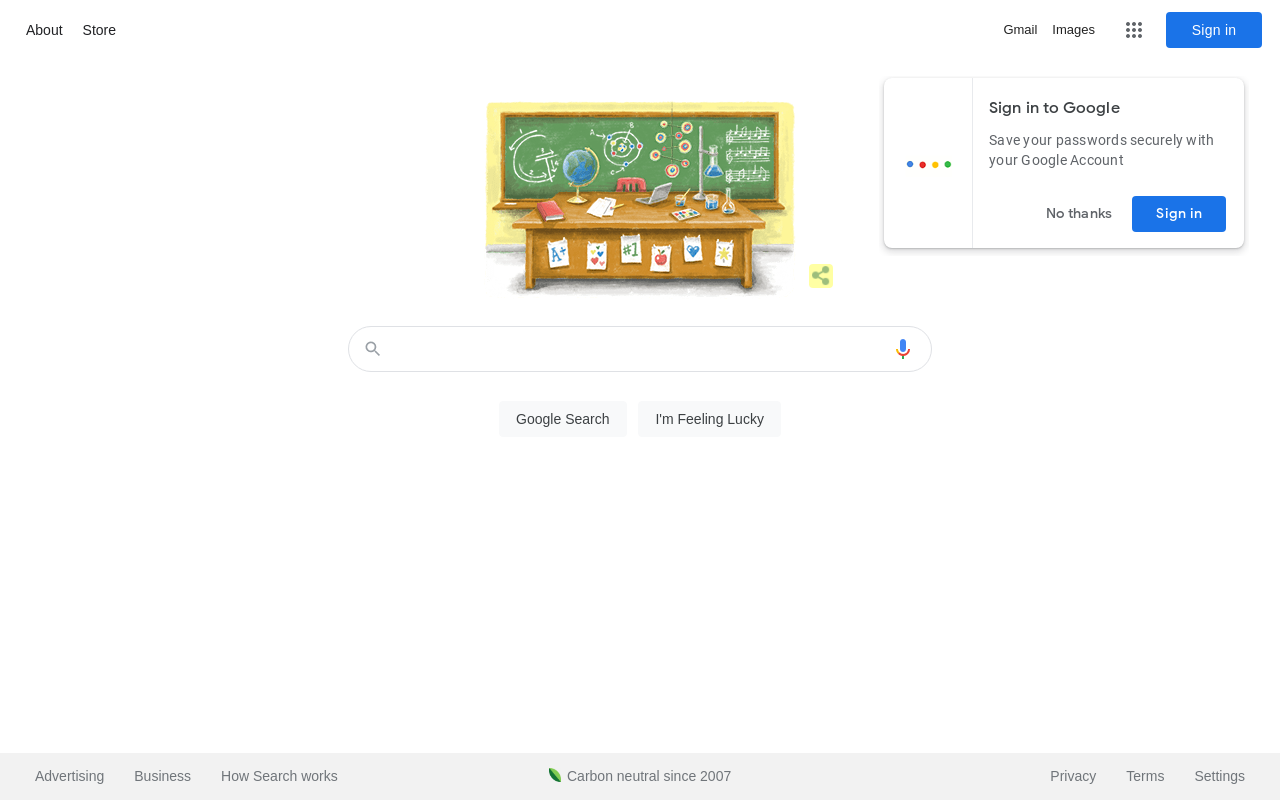 About Store Gmail Images Sign in
Sign in to Google
Save your passwords securely with
your Google Account
No thanks Sign in
A B C
A+ #1
Google Search I'm Feeling Lucky
Advertising Business How Search works Carbon neutral since 2007 Privacy Terms Settings